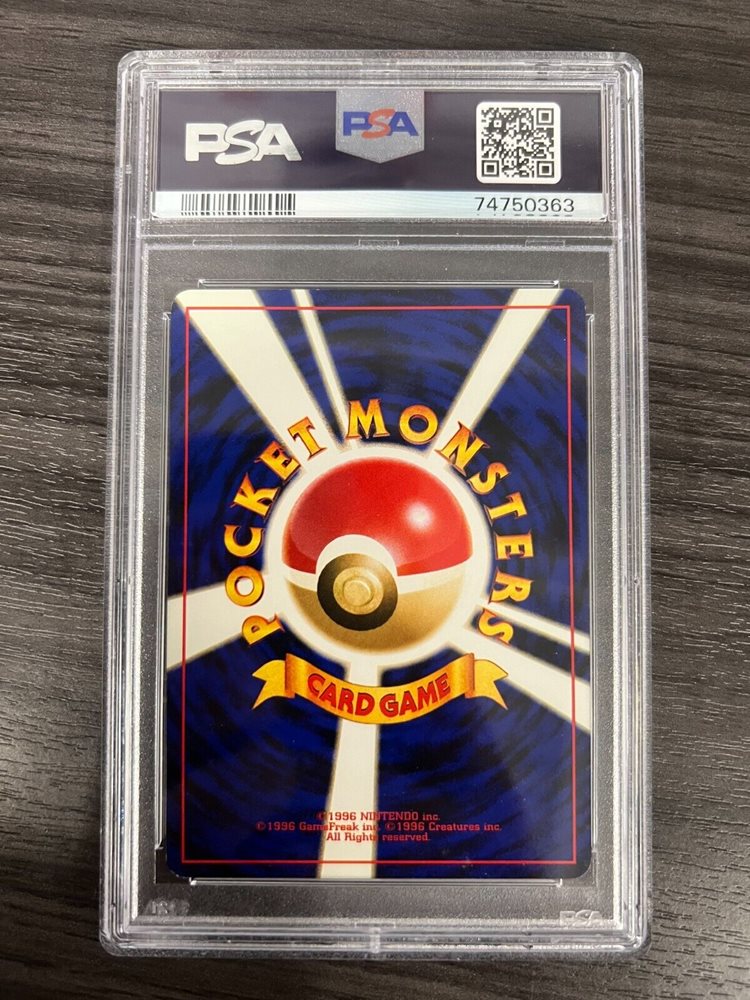 PSA
PSA
74750363
POCKET MONSTERS
CARD GAME
©1996 NINTENDO inc.
©1996 GameFreak inc. ©1996 Creatures inc.
All Rights reserved.
PSA